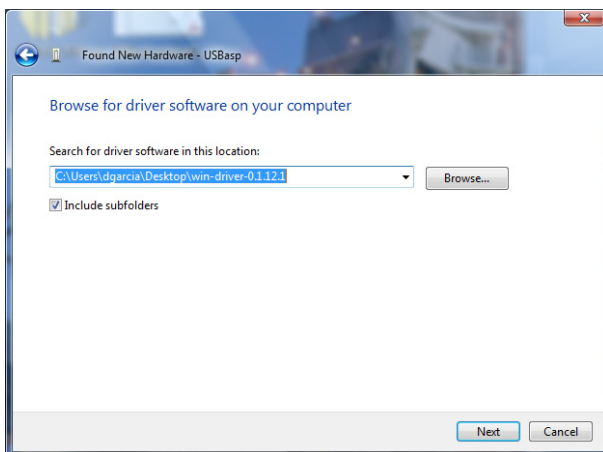 Found New Hardware - USBasp
Browse for driver software on your computer
Search for driver software in this location:
C:\Users\dgarcia\Desktop\win-driver-0.1.12.1
Browse...
Include subfolders
Next
Cancel